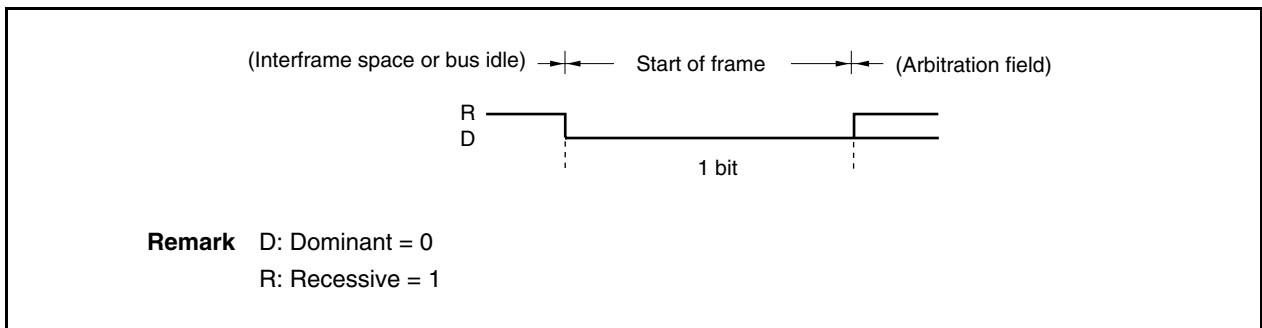 (Interframe space or bus idle) Start of frame (Arbitration field)
R
D
1 bit
Remark D: Dominant = 0
R: Recessive = 1